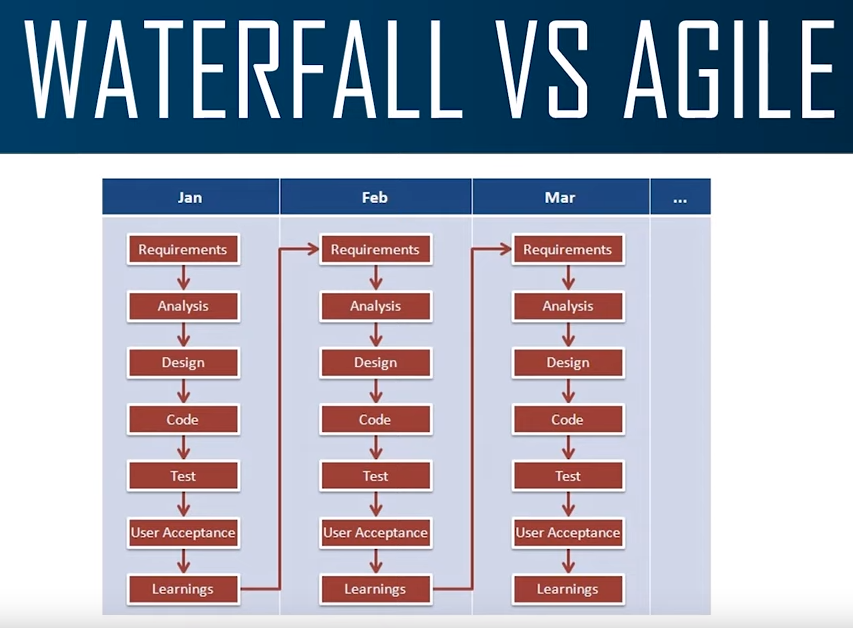 WATERFALL VS AGILE
Jan Feb Mar ...
Requirements Requirements Requirements
Analysis Analysis Analysis
Design Design Design
Code Code Code
Test Test Test
User Acceptance User Acceptance User Acceptance
Learnings Learnings Learnings